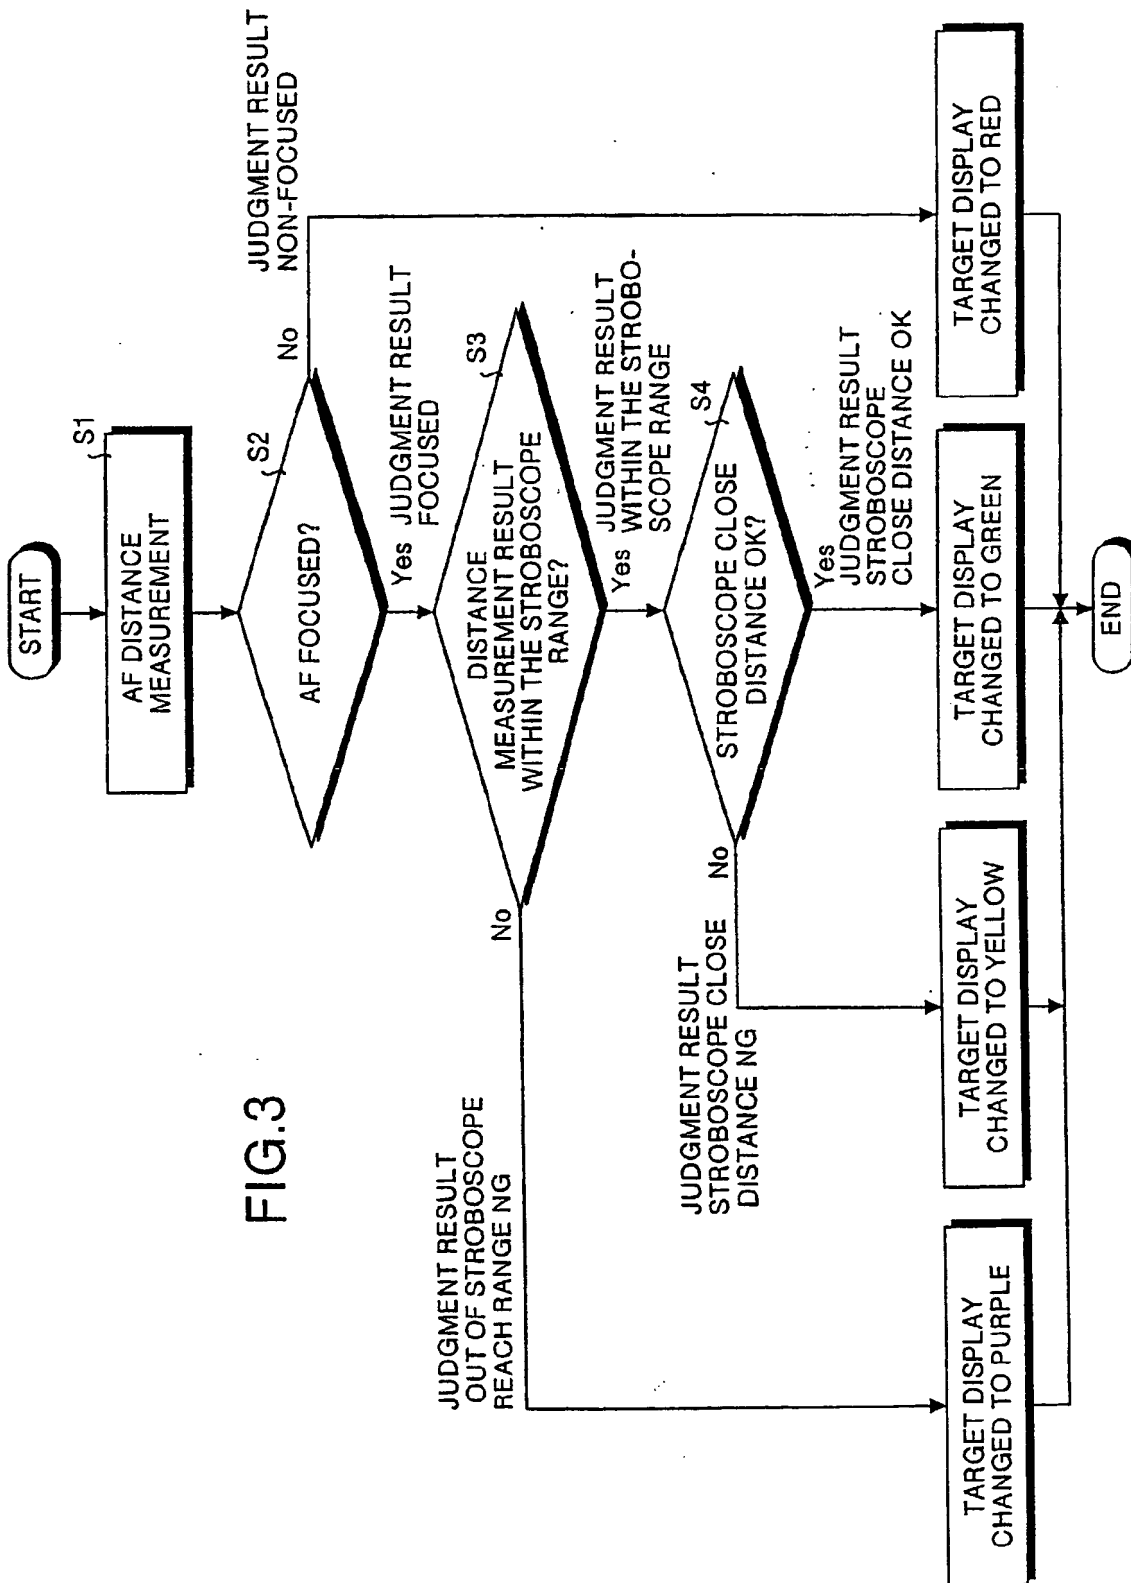 FIG.3
START
S1
AF DISTANCE
MEASUREMENT
S2
AF FOCUSED?
No
JUDGMENT RESULT
NON-FOCUSED
Yes
JUDGMENT RESULT
FOCUSED
S3
DISTANCE
MEASUREMENT RESULT
WITHIN THE STROBOSCOPE
RANGE?
No
JUDGMENT RESULT
OUT OF STROBOSCOPE
REACH RANGE NG
Yes
JUDGMENT RESULT
WITHIN THE STROBO-
SCOPE RANGE
S4
STROBOSCOPE CLOSE
DISTANCE OK?
No
JUDGMENT RESULT
STROBOSCOPE CLOSE
DISTANCE NG
Yes
JUDGMENT RESULT
STROBOSCOPE
CLOSE DISTANCE OK
TARGET DISPLAY
CHANGED TO PURPLE
TARGET DISPLAY
CHANGED TO YELLOW
TARGET DISPLAY
CHANGED TO GREEN
TARGET DISPLAY
CHANGED TO RED
END